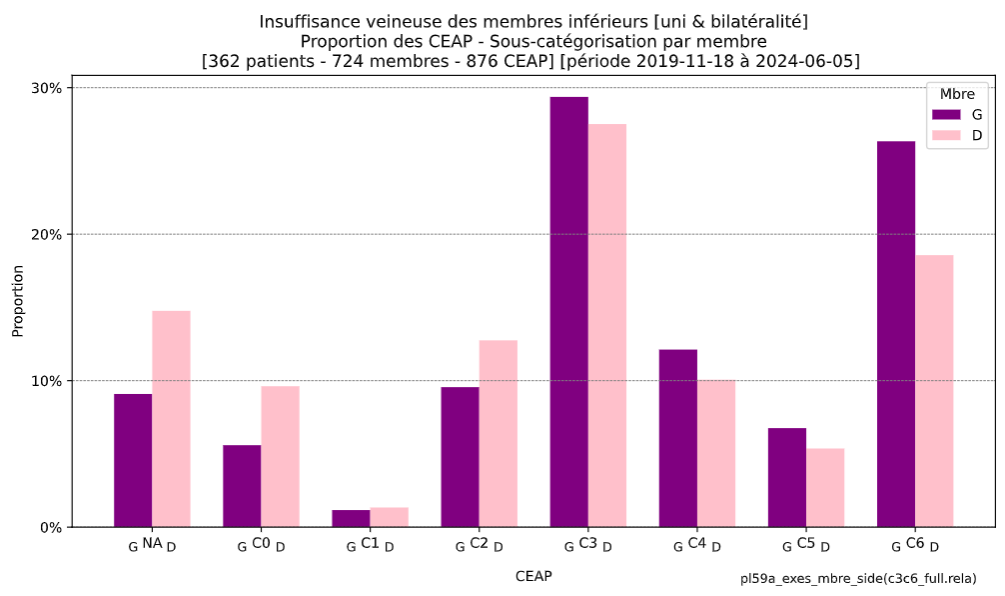 Insuffisance veineuse des membres inférieurs [uni & bilatéralité]
Proportion des CEAP - Sous-catégorisation par membre
[362 patients - 724 membres - 876 CEAP] [période 2019-11-18 à 2024-06-05]
Mbre
G
D
30%
20%
10%
0%
Proportion
G NA D
G C0 D
G C1 D
G C2 D
G C3 D
G C4 D
G C5 D
G C6 D
CEAP
pl59a_exes_mbre_side(c3c6_full.rela)